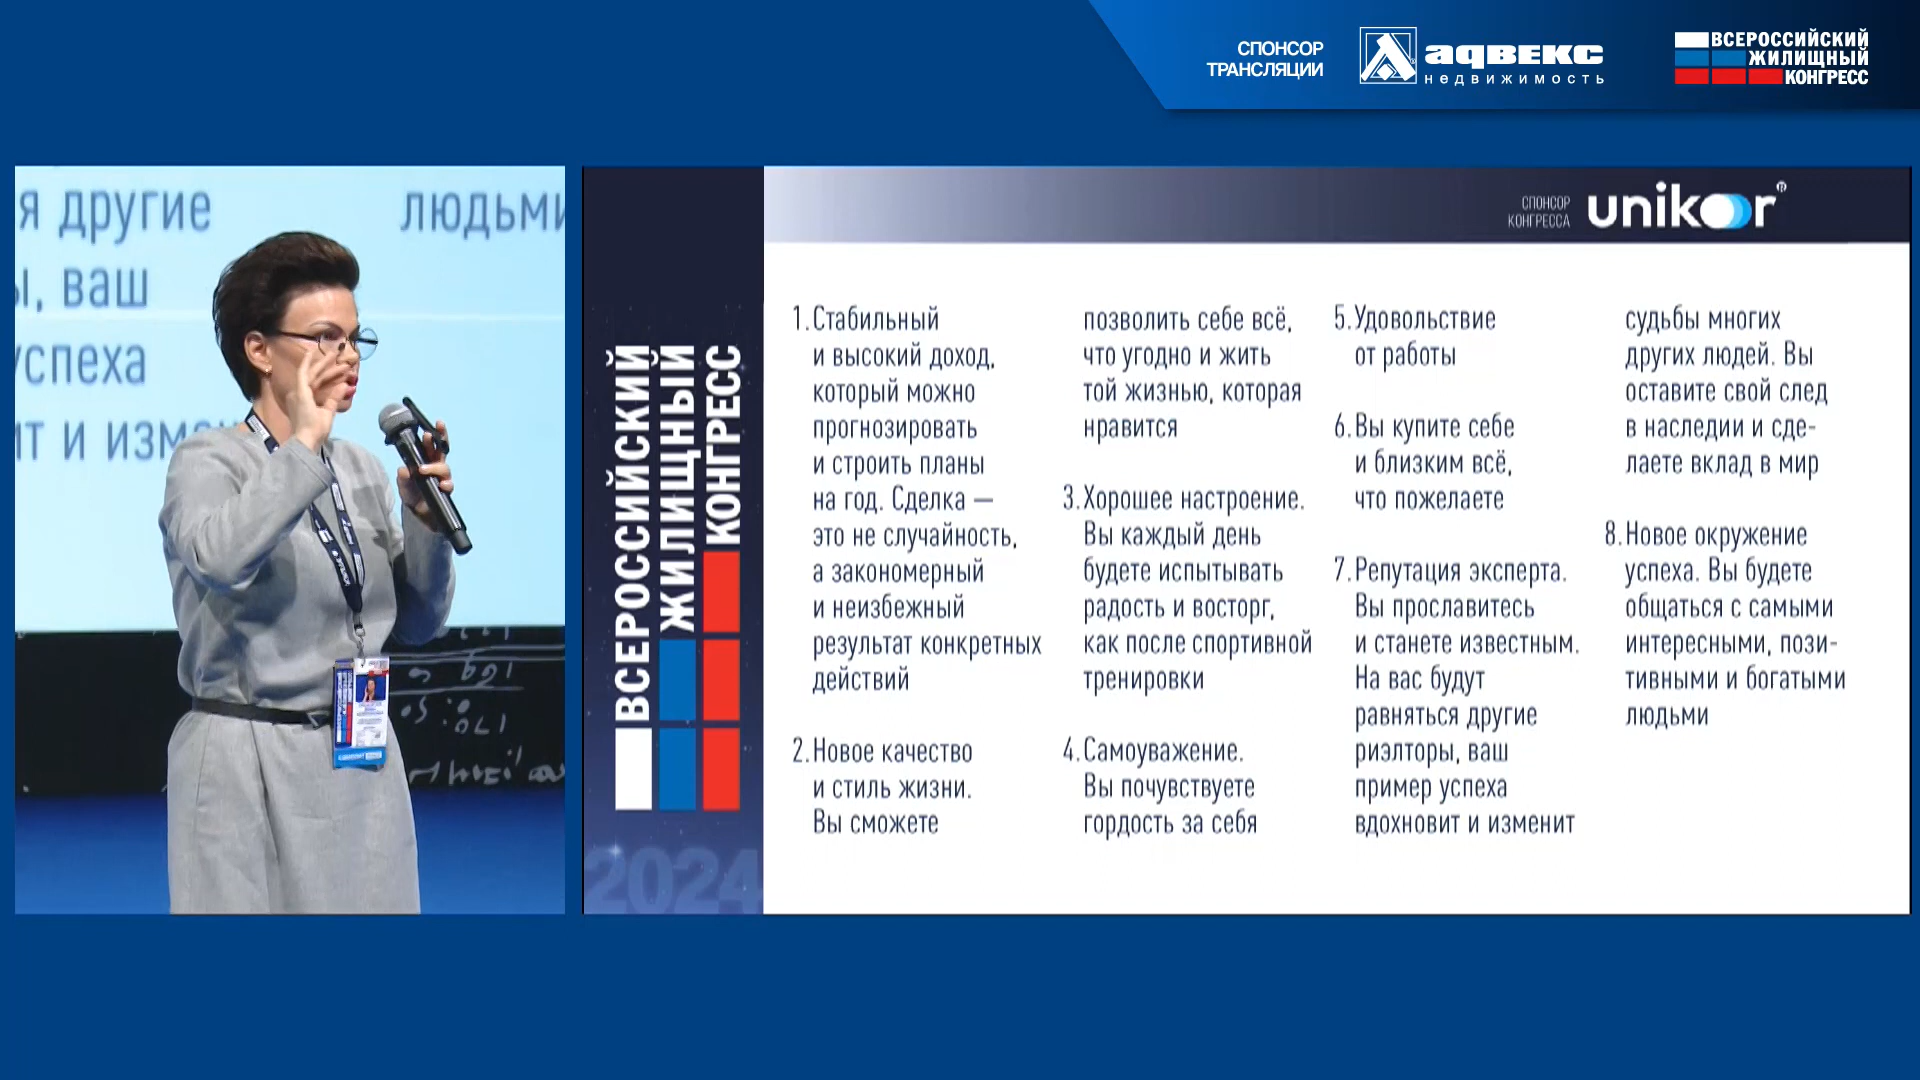 СПОНСОР
ТРАНСЛЯЦИИ
адвекс
недвижимость
ВСЕРОССИЙСКИЙ
ЖИЛИЩНЫЙ
КОНГРЕСС
я другие
людьми
ы, ваш
успеха
ит и изме
ВСЕРОССИЙСКИЙ
ЖИЛИЩНЫЙ
КОНГРЕСС
2024
СПОНСОР
КОНГРЕССА
unikor®
1. Стабильный
и высокий доход,
который можно
прогнозировать
и строить планы
на год. Сделка —
это не случайность,
а закономерный
и неизбежный
результат конкретных
действий
2. Новое качество
и стиль жизни.
Вы сможете
позволить себе всё,
что угодно и жить
той жизнью, которая
нравится
3. Хорошее настроение.
Вы каждый день
будете испытывать
радость и восторг,
как после спортивной
тренировки
4. Самоуважение.
Вы почувствуете
гордость за себя
5. Удовольствие
от работы
6. Вы купите себе
и близким всё,
что пожелаете
7. Репутация эксперта.
Вы прославитесь
и станете известным.
На вас будут
равняться другие
риэлторы, ваш
пример успеха
вдохновит и изменит
судьбы многих
других людей. Вы
оставите свой след
в наследии и сде-
лаете вклад в мир
8. Новое окружение
успеха. Вы будете
общаться с самыми
интересными, пози-
тивными и богатыми
людьми